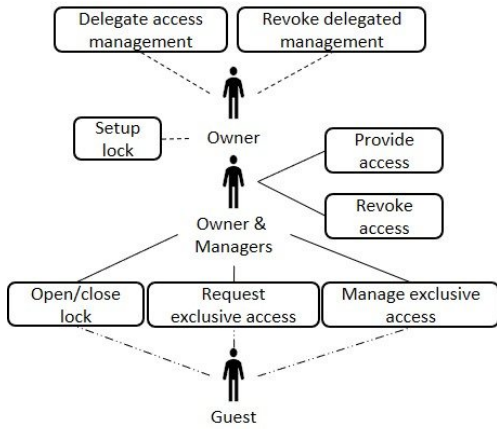 Delegate access
management
Revoke delegated
management
Owner
Setup
lock
Provide
access
Revoke
access
Owner &
Managers
Open/close
lock
Request
exclusive access
Manage exclusive
access
Guest